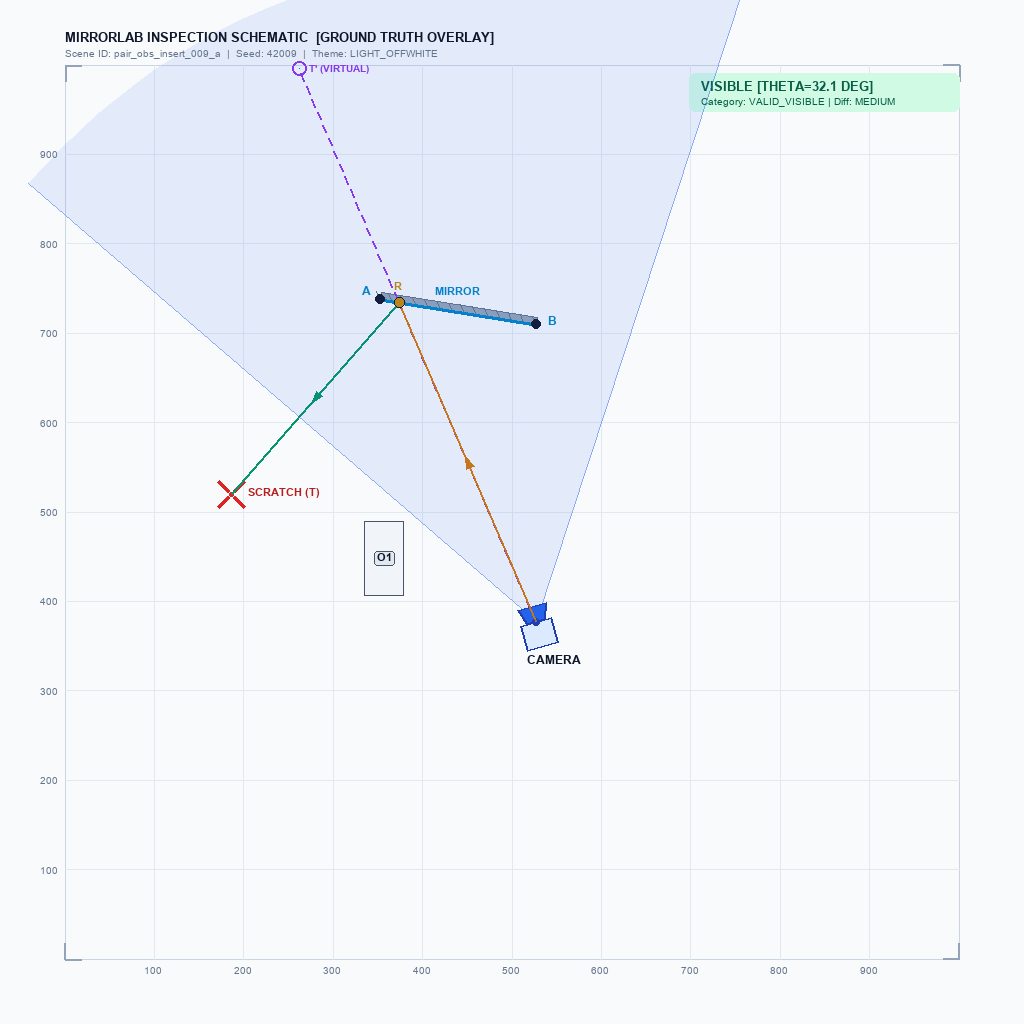 MIRRORLAB INSPECTION SCHEMATIC [GROUND TRUTH OVERLAY]
Scene ID: pair_obs_insert_009_a | Seed: 42009 | Theme: LIGHT_OFFWHITE
T' (VIRTUAL)
VISIBLE [THETA=32.1 DEG]
Category: VALID_VISIBLE | Diff: MEDIUM
900
800
A
R
MIRROR
B
700
600
SCRATCH (T)
500
O1
400
CAMERA
300
200
100
100 200 300 400 500 600 700 800 900